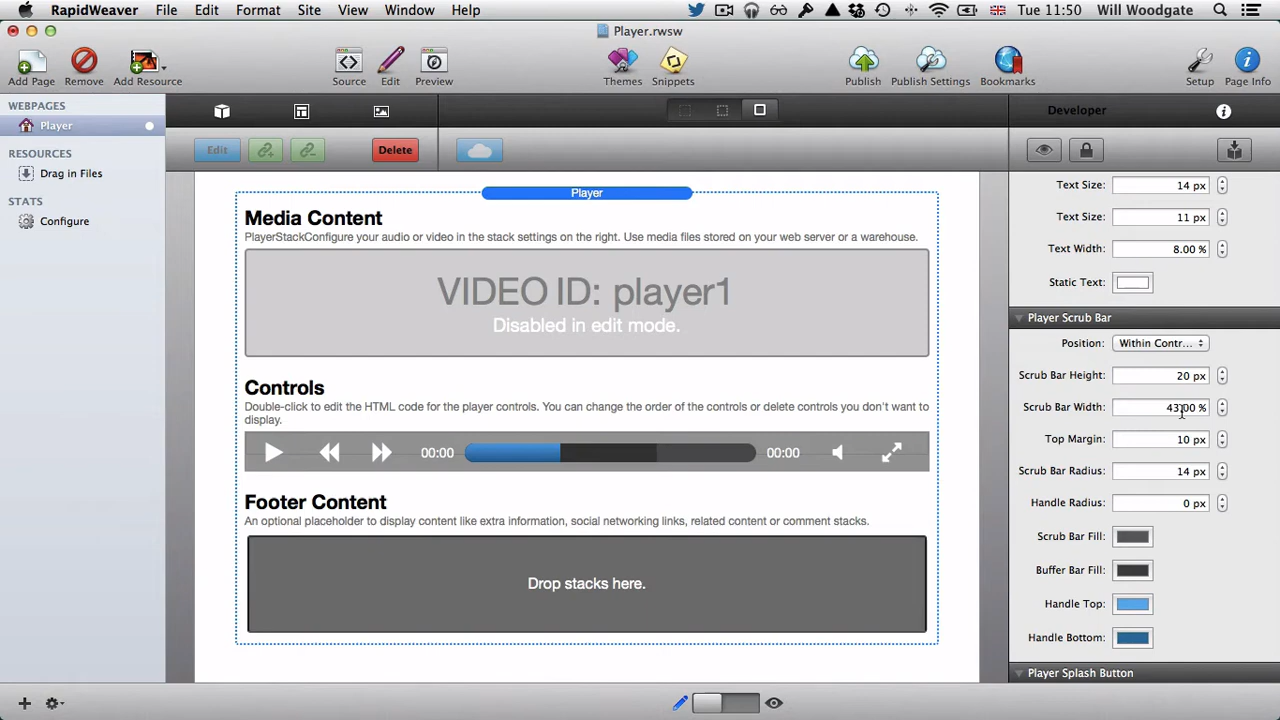 RapidWeaver File Edit Format Site View Window Help Tue 11:50 Will Woodgate
Player.rwsw
Add Page Remove Add Resource Source Edit Preview Themes Snippets Publish Publish Settings Bookmarks Setup Page Info
WEBPAGES
Player
RESOURCES
Drag in Files
STATS
Configure
Edit Delete
Player
Media Content
PlayerStackConfigure your audio or video in the stack settings on the right. Use media files stored on your web server or a warehouse.
VIDEO ID: player1
Disabled in edit mode.
Controls
Double-click to edit the HTML code for the player controls. You can change the order of the controls or delete controls you don't want to
display.
00:00 00:00
Footer Content
An optional placeholder to display content like extra information, social networking links, related content or comment stacks.
Drop stacks here.
Developer
Text Size: 14 px
Text Size: 11 px
Text Width: 8.00 %
Static Text:
Player Scrub Bar
Position: Within Contr...
Scrub Bar Height: 20 px
Scrub Bar Width: 43.00 %
Top Margin: 10 px
Scrub Bar Radius: 14 px
Handle Radius: 0 px
Scrub Bar Fill:
Buffer Bar Fill:
Handle Top:
Handle Bottom:
Player Splash Button